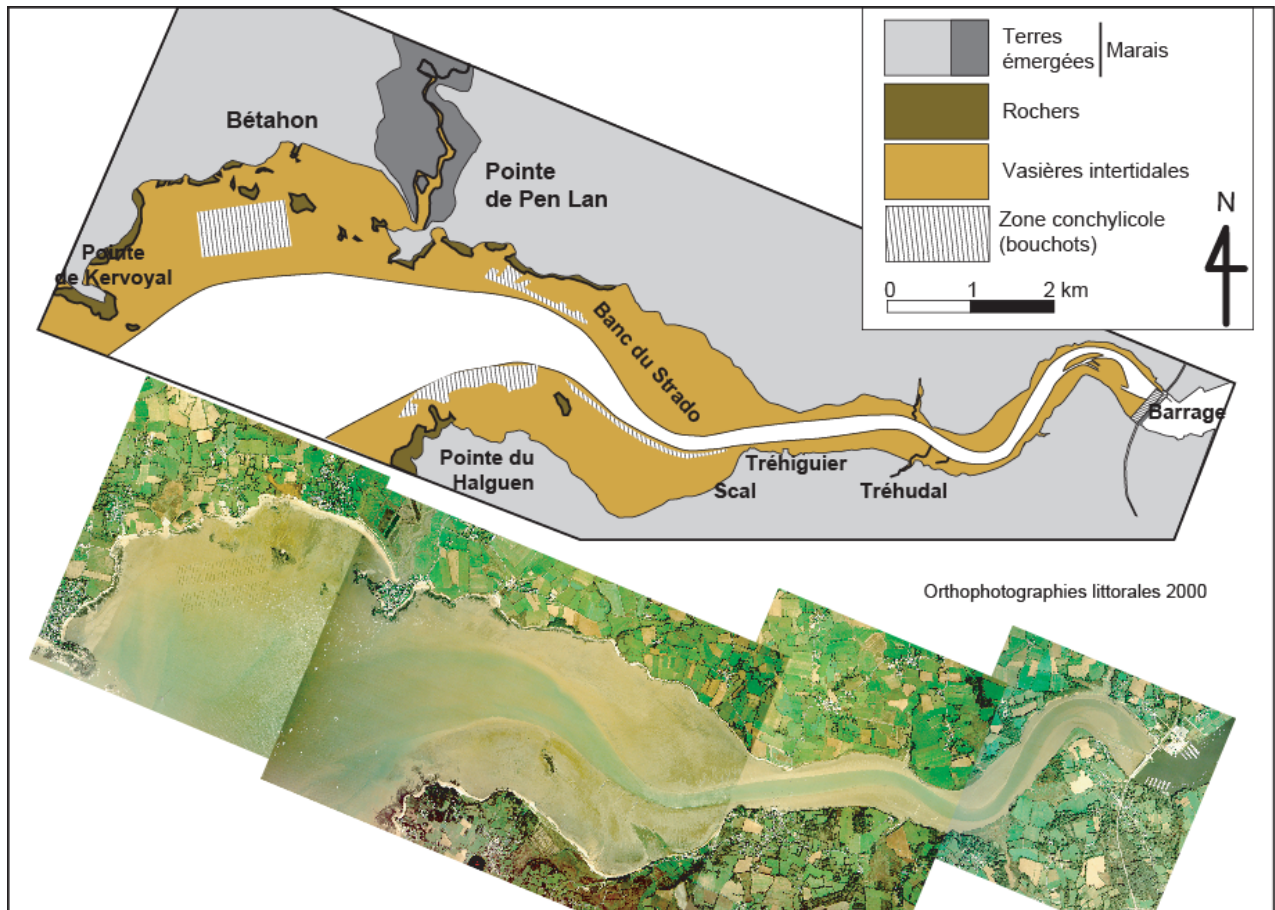 Terres
émergées
Marais
Rochers
Vasières intertidales
Zone conchylicole
(bouchots)
N
0 1 2 km
Bétahon
Pointe
de Pen Lan
Pointe
de Kervoyal
Banc du Strado
Barrage
Pointe du
Halguen
Tréhiguier
Scal
Tréhudal
Orthophotographies littorales 2000